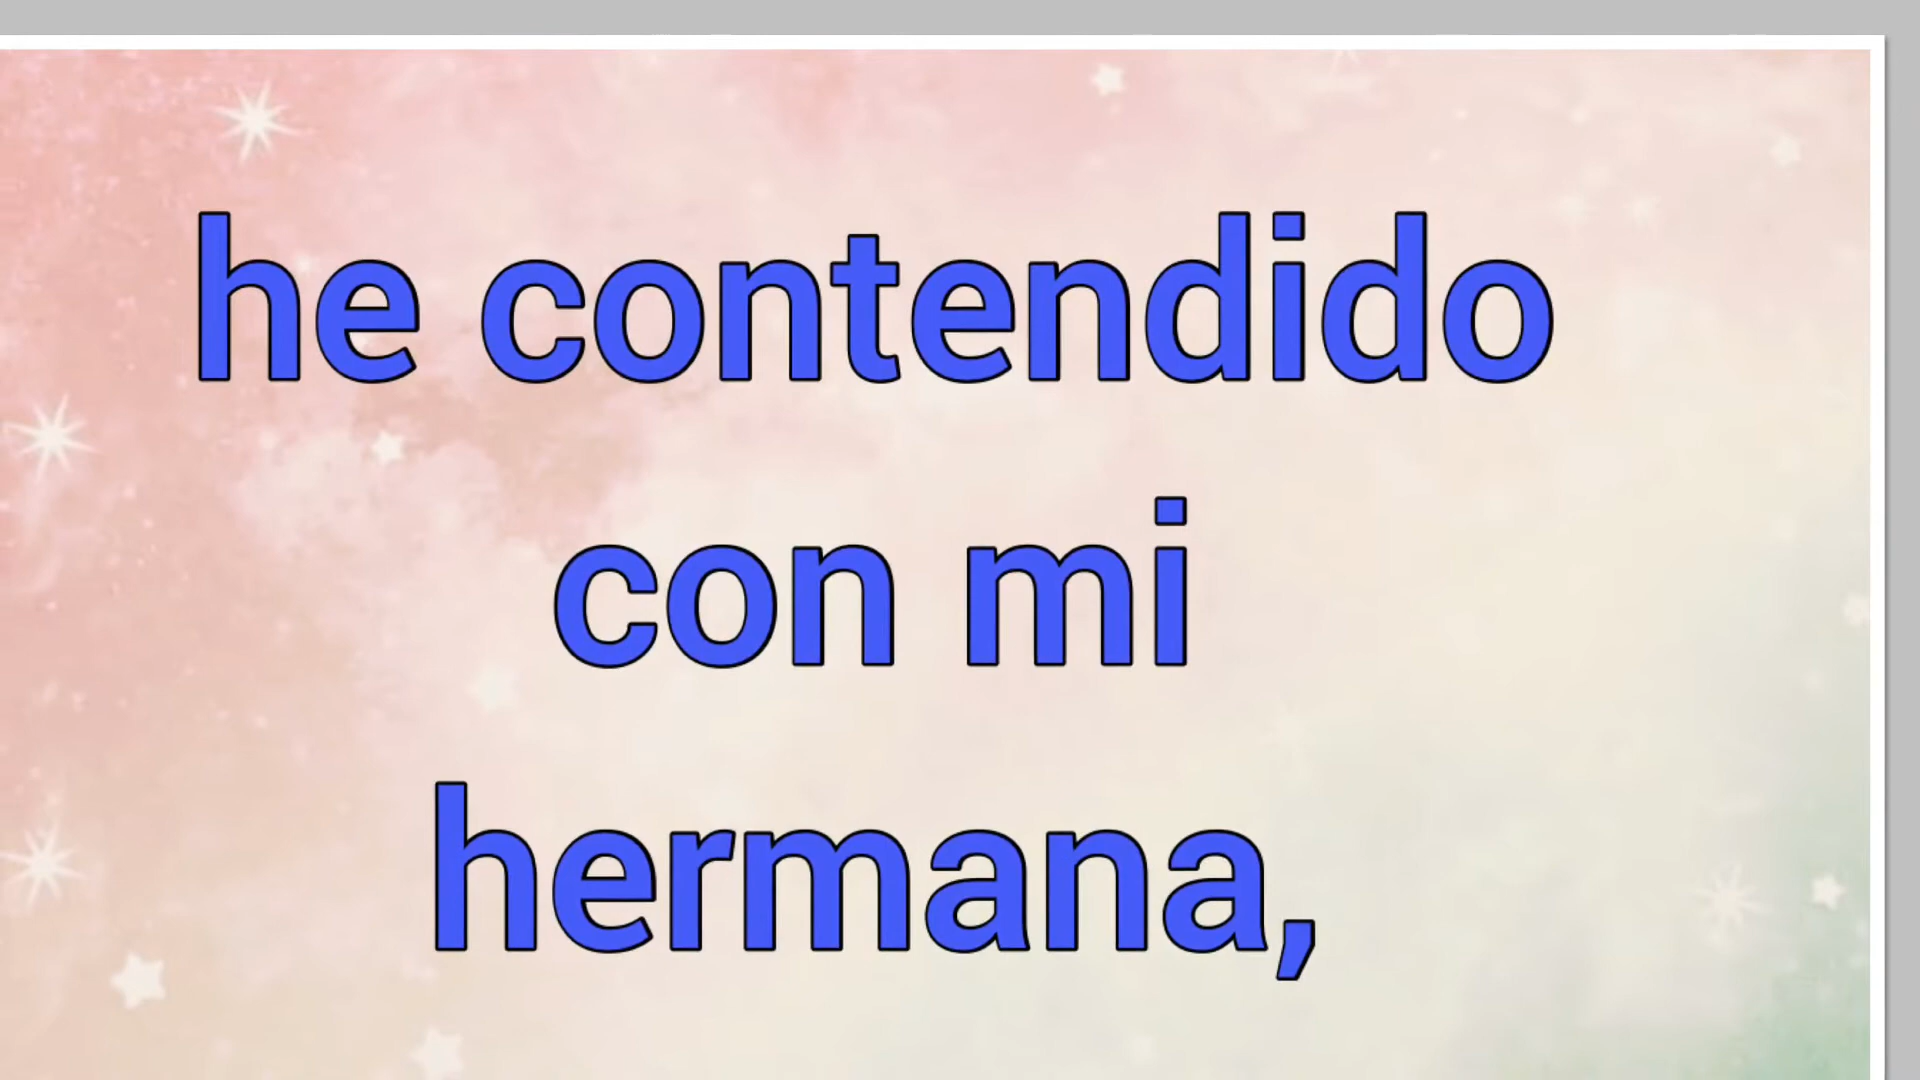 he contendido
con mi
hermana,